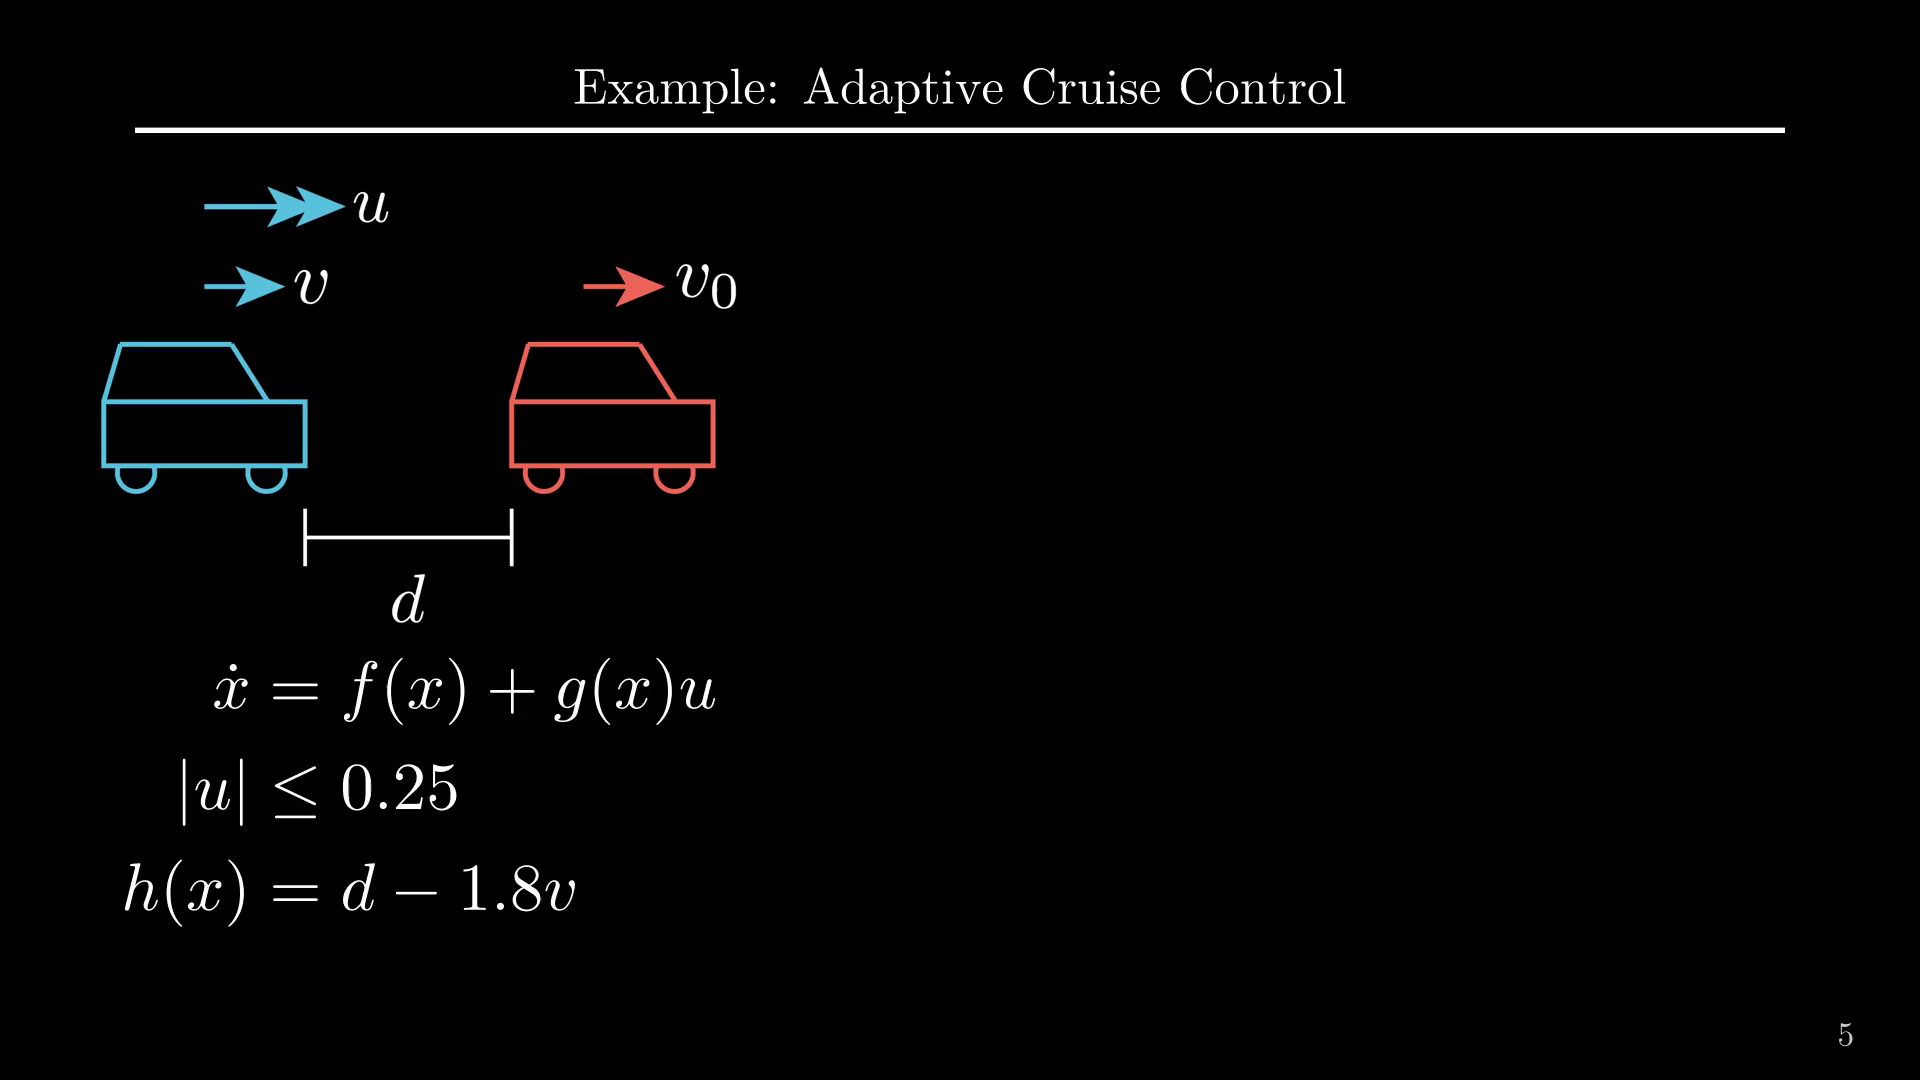 Example: Adaptive Cruise Control
u
v
v₀
d
ẋ = f(x) + g(x)u
|u| ≤ 0.25
h(x) = d − 1.8v
5